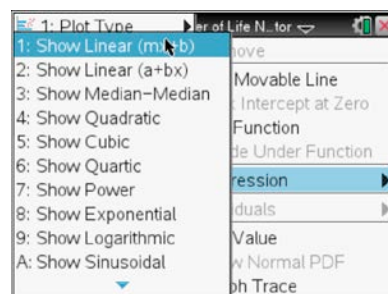 1: Plot Type
er of Life N...tor
1: Show Linear (mx+b)
2: Show Linear (a+bx)
3: Show Median-Median
4: Show Quadratic
5: Show Cubic
6: Show Quartic
7: Show Power
8: Show Exponential
9: Show Logarithmic
A: Show Sinusoidal
ove
Movable Line
Intercept at Zero
Function
de Under Function
ression
duals
Value
w Normal PDF
ph Trace